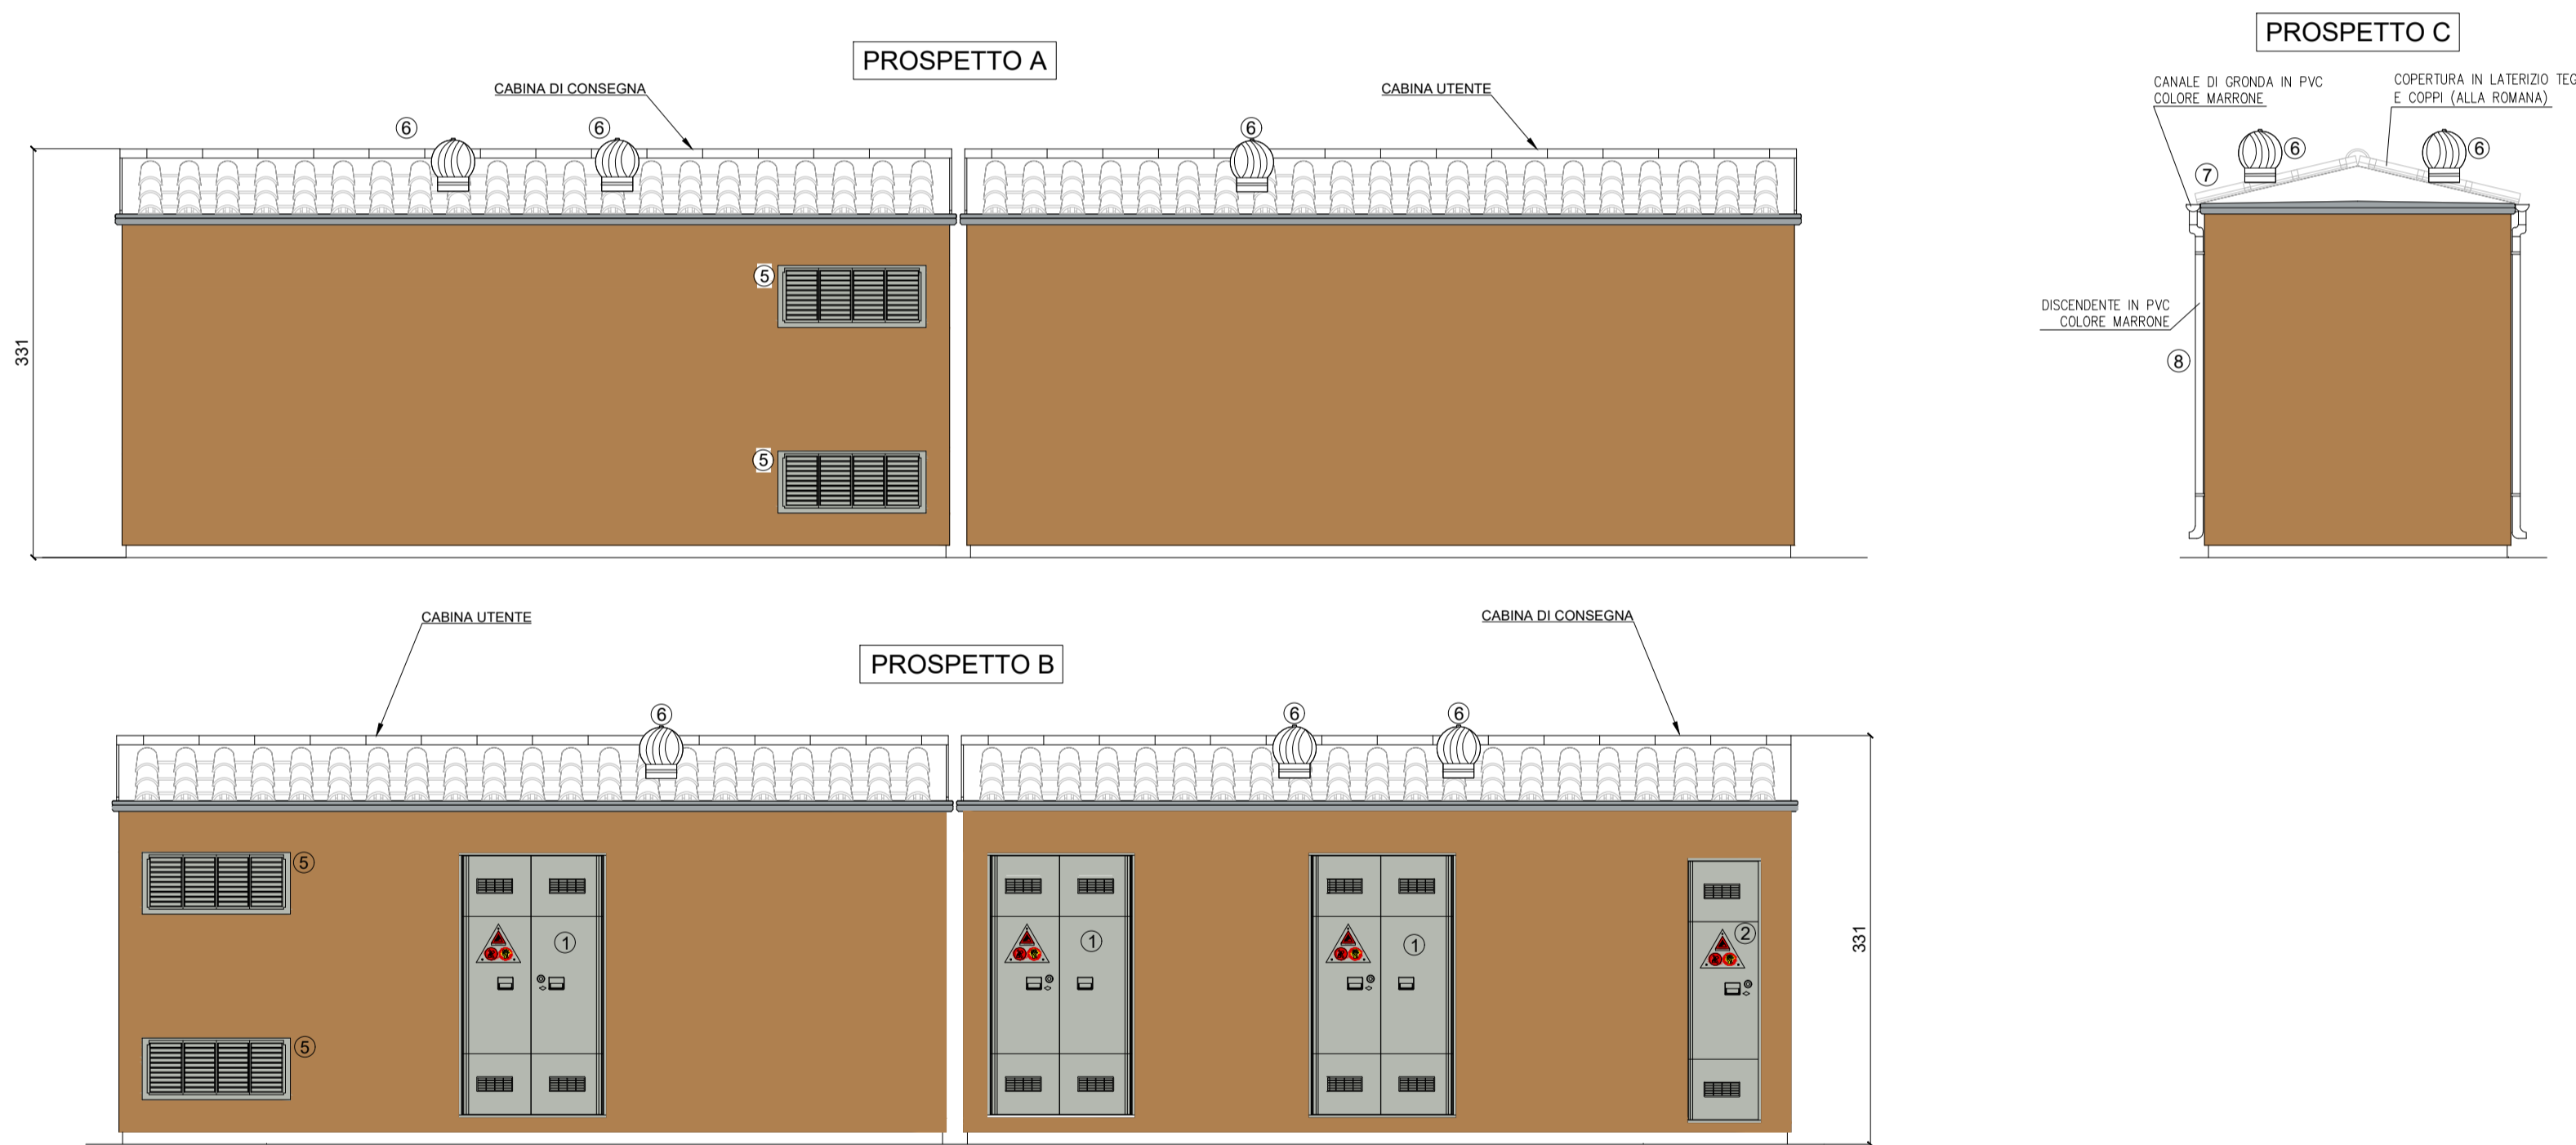 PROSPETTO A
CABINA DI CONSEGNA
CABINA UTENTE
6
6
6
5
5
331
PROSPETTO C
CANALE DI GRONDA IN PVC
COLORE MARRONE
COPERTURA IN LATERIZIO TEG
E COPPI (ALLA ROMANA)
6
6
7
DISCENDENTE IN PVC
COLORE MARRONE
8
CABINA UTENTE
CABINA DI CONSEGNA
PROSPETTO B
6
6
6
5
5
1
1
1
2
331